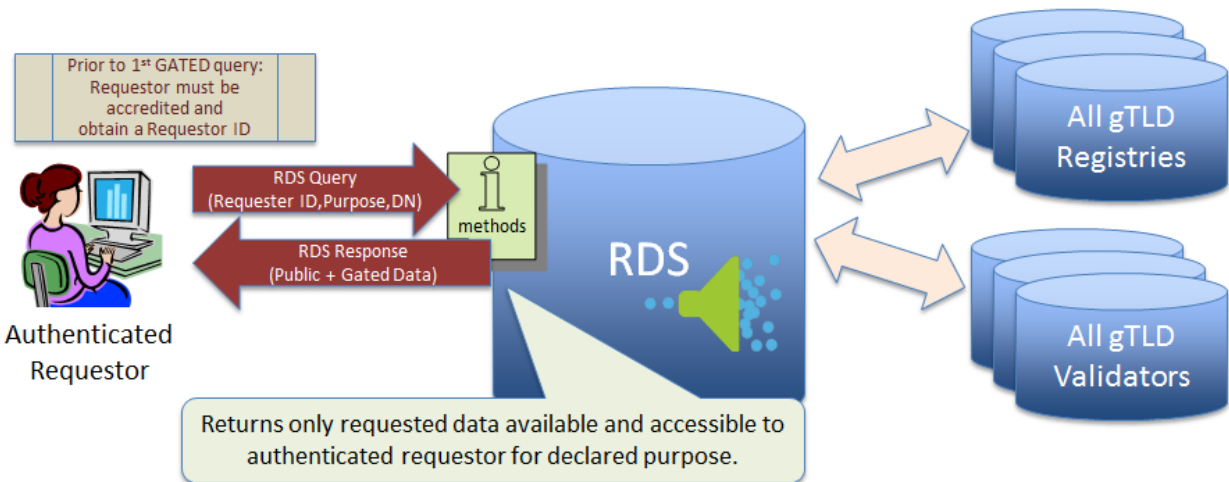 Prior to 1st GATED query:
Requestor must be
accredited and
obtain a Requestor ID
RDS Query
(Requester ID,Purpose,DN)
RDS Response
(Public + Gated Data)
i
methods
RDS
All gTLD
Registries
All gTLD
Validators
Authenticated
Requestor
Returns only requested data available and accessible to
authenticated requestor for declared purpose.